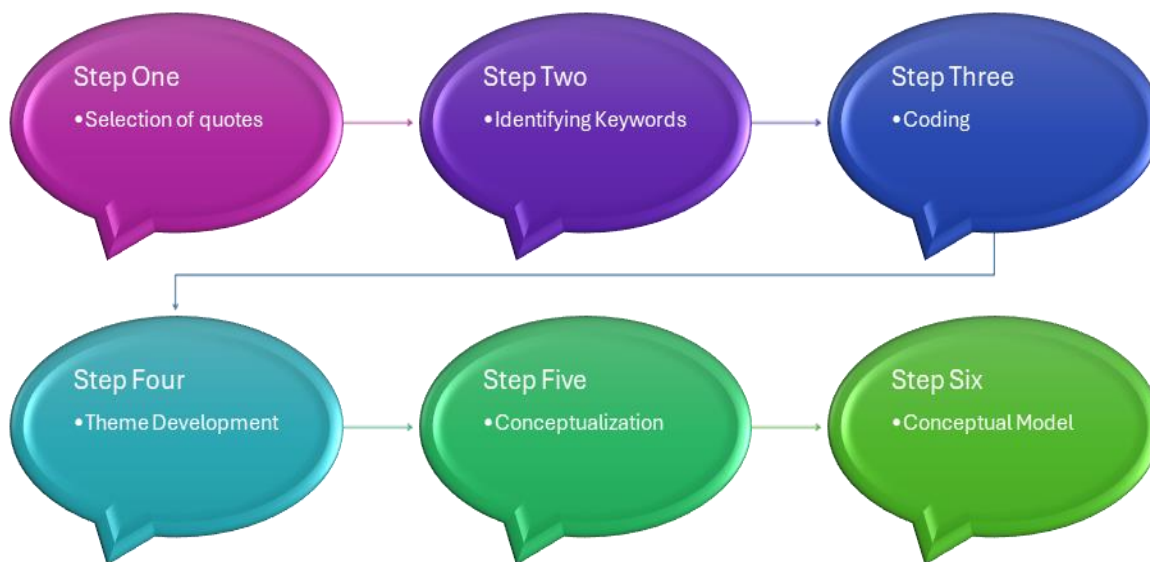 Step One
•Selection of quotes
Step Two
•Identifying Keywords
Step Three
•Coding
Step Four
•Theme Development
Step Five
•Conceptualization
Step Six
•Conceptual Model